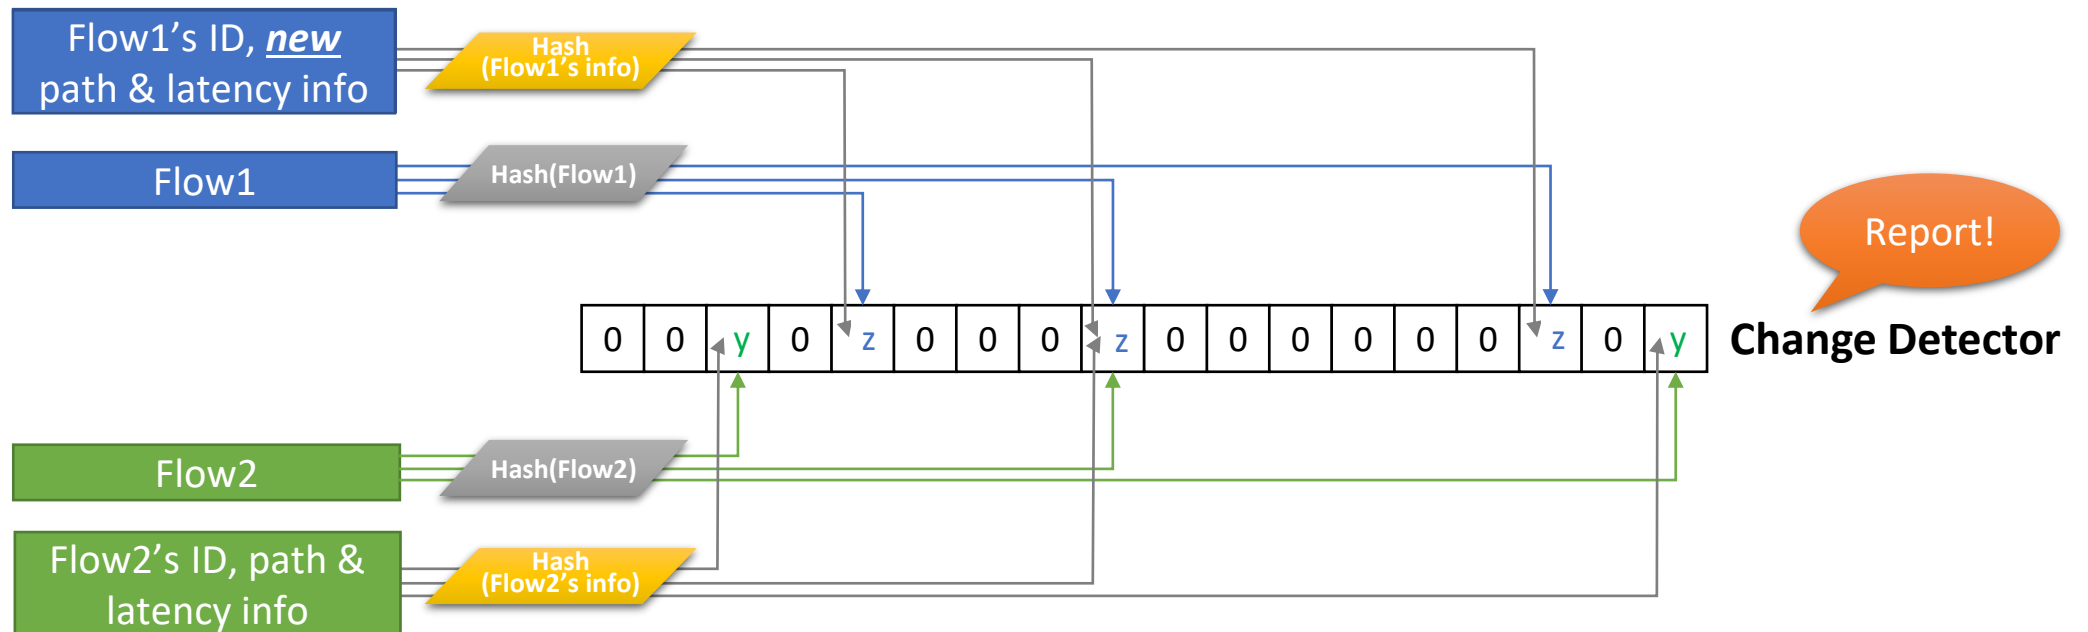 Flow1’s ID, new
path & latency info
Hash
(Flow1’s info)
Flow1
Hash(Flow1)
Report!
0 0 y 0 z 0 0 0 z 0 0 0 0 0 0 z 0 y
Change Detector
Flow2
Hash(Flow2)
Flow2’s ID, path &
latency info
Hash
(Flow2’s info)